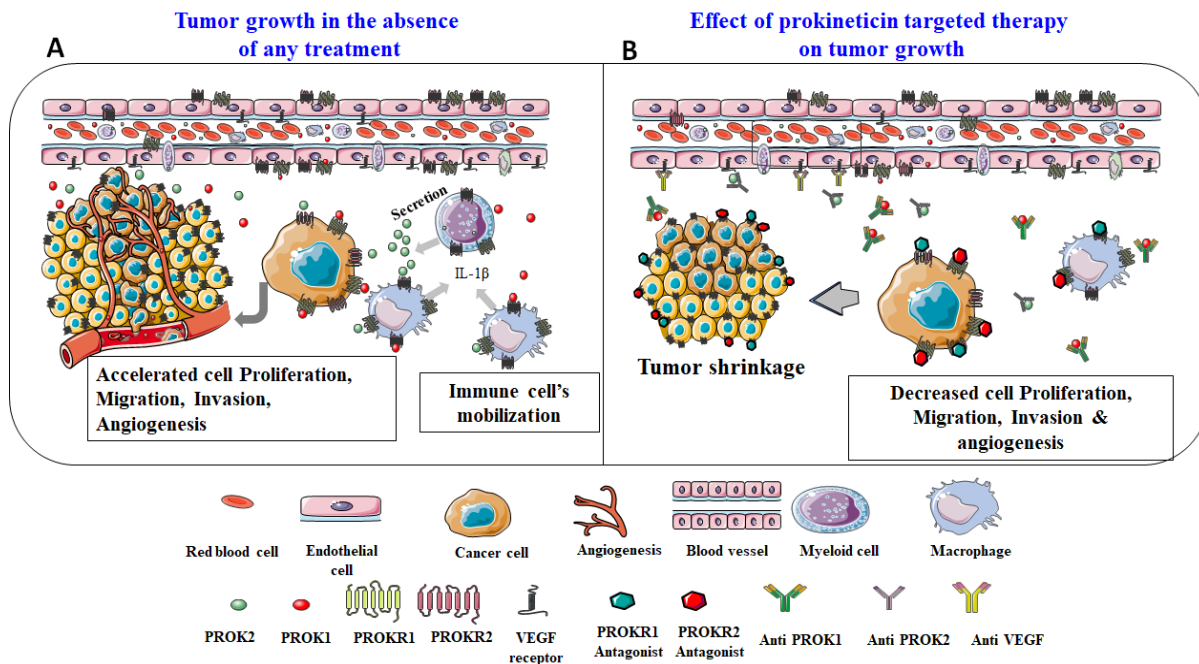 Tumor growth in the absence
of any treatment
A
Effect of prokineticin targeted therapy
on tumor growth
B
Secretion
IL-1β
Accelerated cell Proliferation,
Migration, Invasion,
Angiogenesis
Immune cell's
mobilization
Tumor shrinkage
Decreased cell Proliferation,
Migration, Invasion &
angiogenesis
Red blood cell
Endothelial
cell
Cancer cell
Angiogenesis
Blood vessel
Myeloid cell
Macrophage
PROK2
PROK1
PROKR1
PROKR2
VEGF
receptor
PROKR1
Antagonist
PROKR2
Antagonist
Anti PROK1
Anti PROK2
Anti VEGF